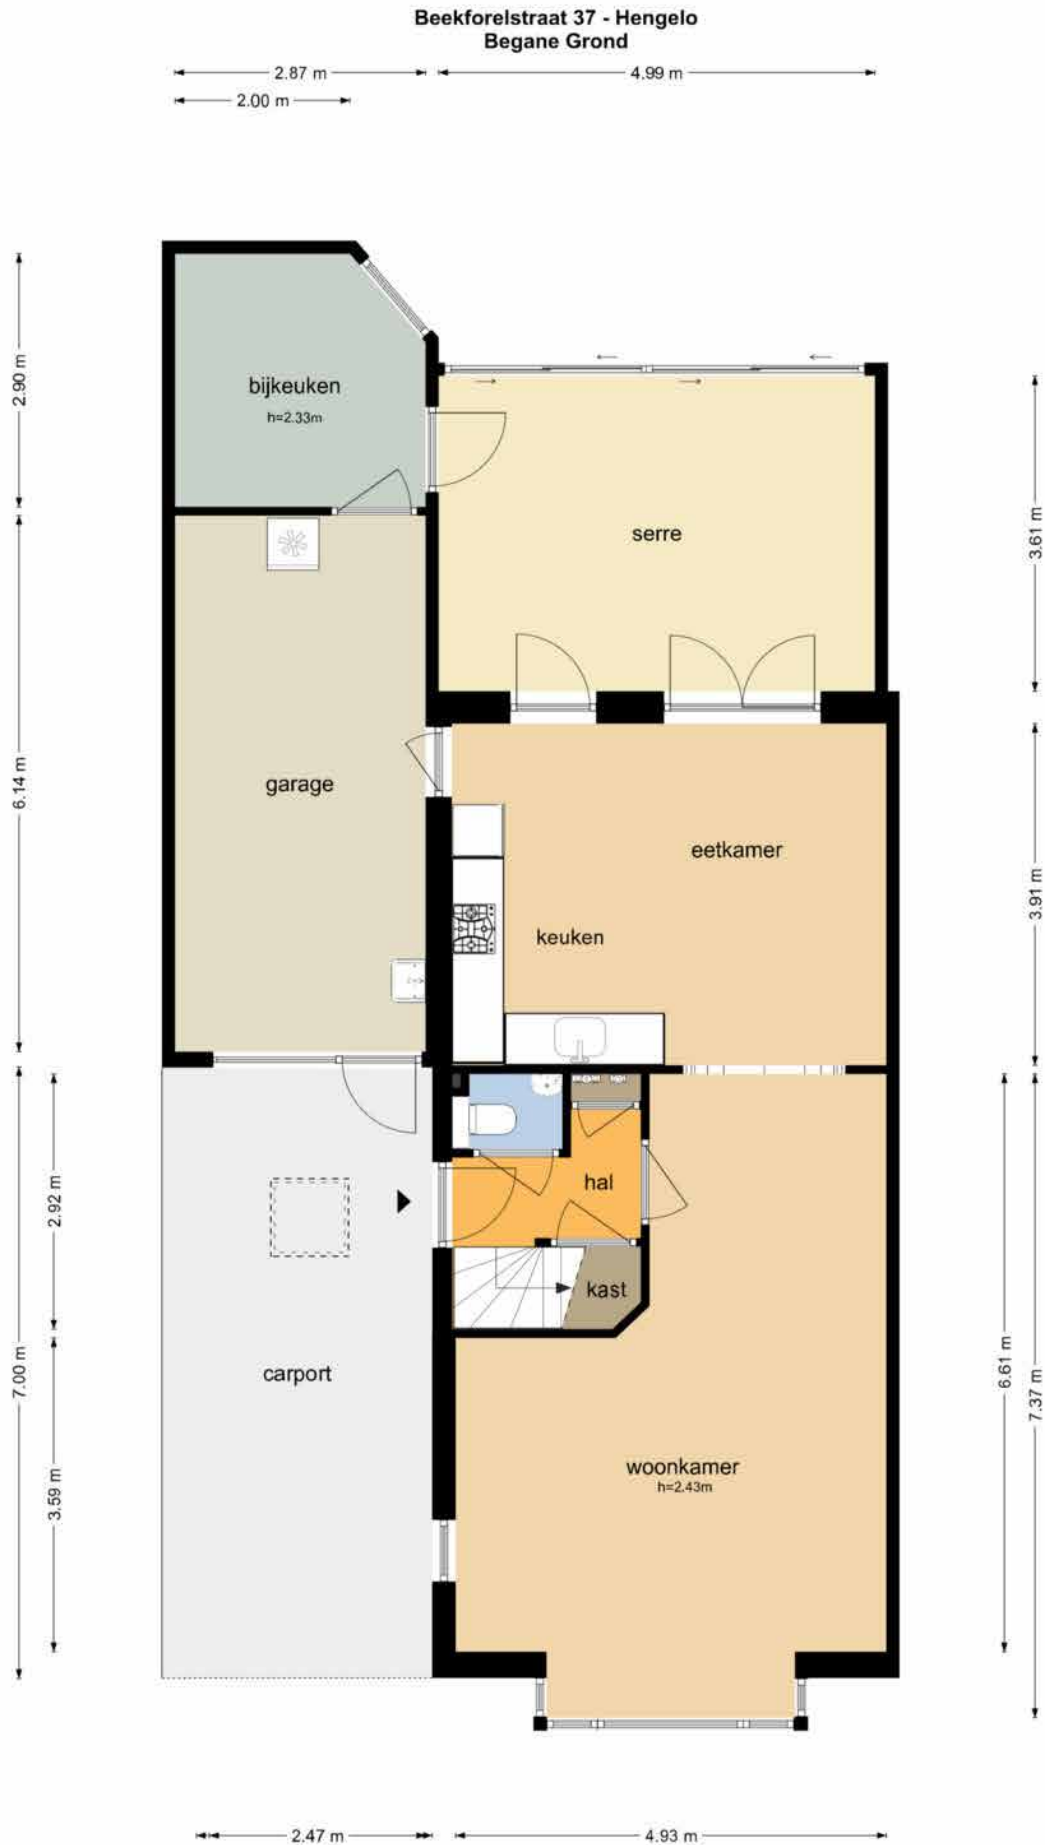 Beekforelstraat 37 - Hengelo
Begane Grond
2.87 m
4.99 m
2.00 m
2.90 m
bijkeuken
h=2.33m
serre
3.61 m
garage
6.14 m
eetkamer
keuken
3.91 m
hal
2.92 m
kast
carport
7.00 m
6.61 m
7.37 m
woonkamer
h=2.43m
3.59 m
2.47 m
4.93 m